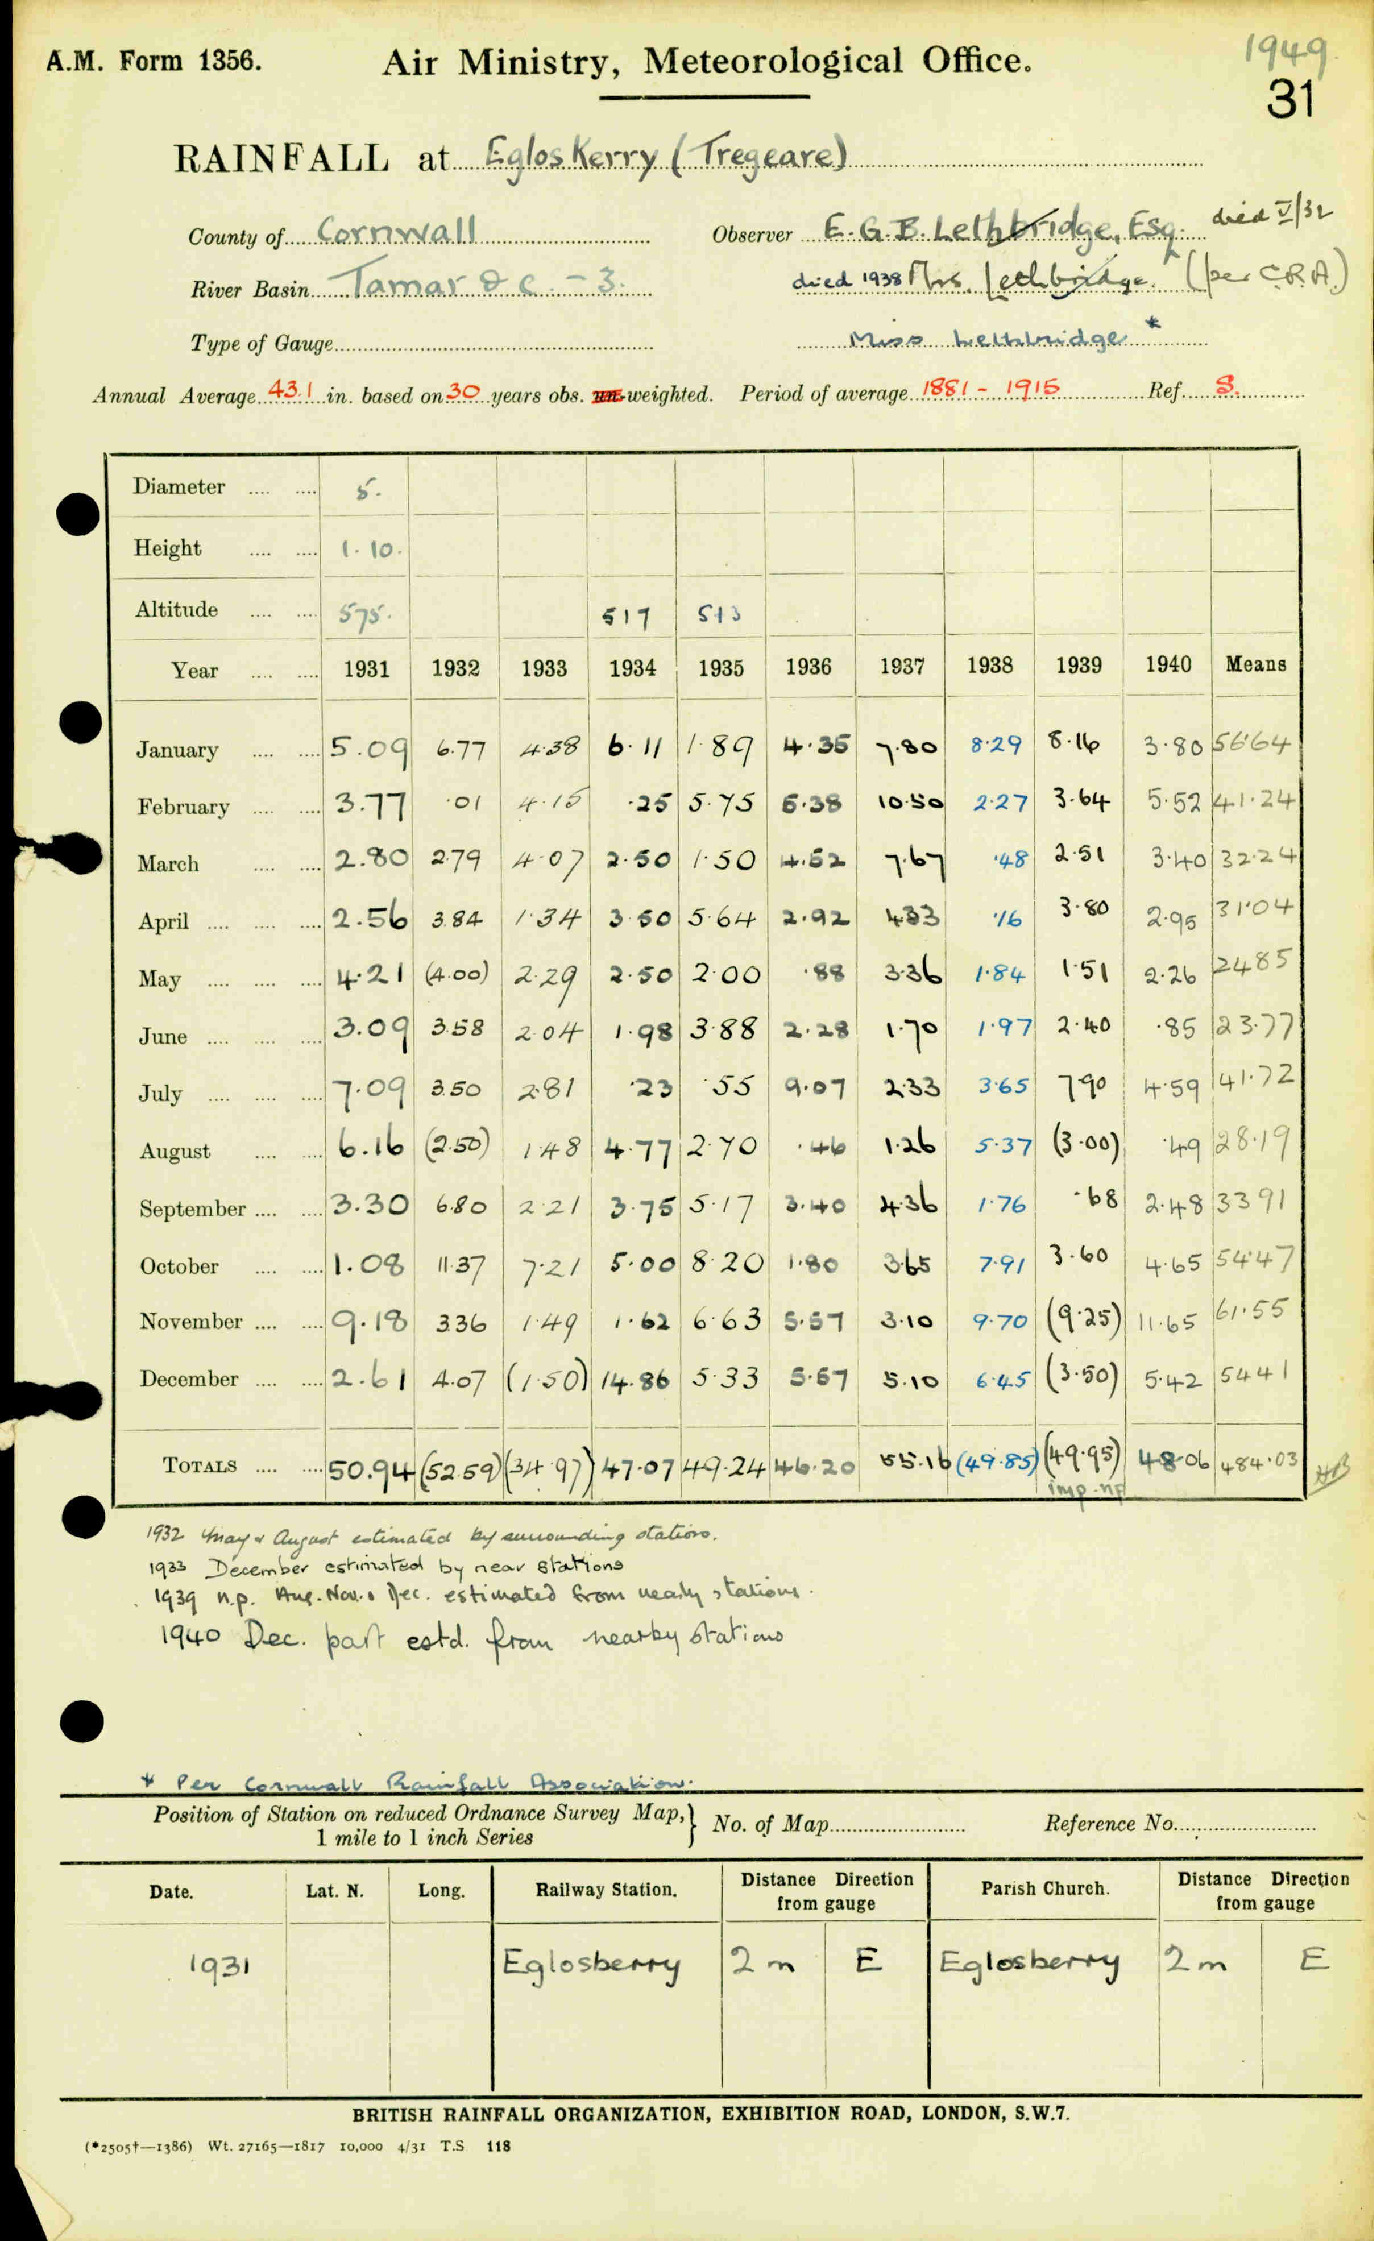 1949
A.M. Form 1356. Air Ministry, Meteorological Office.
31
RAINFALL at Egloskerry (Tregeare)
County of Cornwall Observer E.G.B. Lethbridge, Esq. died V/32
River Basin Tamar & c. - 3. died 1938 Mrs. Lethbridge (per C.R.A.)
Type of Gauge Miss Lethbridge *
Annual Average 43.1 in. based on 30 years obs. un-weighted. Period of average 1881 - 1915 Ref. S.
Diameter 5.
Height 1.10.
Altitude 575. 517 513
Year 1931 1932 1933 1934 1935 1936 1937 1938 1939 1940 Means
January 5.09 6.77 4.38 6.11 1.89 4.35 7.80 8.29 8.16 3.80 56.64
February 3.77 .01 4.15 .25 5.75 6.38 10.50 2.27 3.64 5.52 41.24
March 2.80 2.79 4.07 2.50 1.50 4.52 7.67 .48 2.51 3.40 32.24
April 2.56 3.84 1.34 3.50 5.64 2.92 4.33 .16 3.80 2.95 31.04
May 4.21 (4.00) 2.29 2.50 2.00 .88 3.36 1.84 1.51 2.26 24.85
June 3.09 3.58 2.04 1.98 3.88 2.28 1.70 1.97 2.40 .85 23.77
July 7.09 3.50 2.81 .23 .55 9.07 2.33 3.65 7.90 4.59 41.72
August 6.16 (2.50) 1.48 4.77 2.70 .46 1.26 5.37 (3.00) .49 28.19
September 3.30 6.80 2.21 3.75 5.17 3.40 4.36 1.76 .68 2.48 33.91
October 1.08 11.37 7.21 5.00 8.20 1.80 3.65 7.91 3.60 4.65 54.47
November 9.18 3.36 1.49 1.62 6.63 5.57 3.10 9.70 (9.25) 11.65 61.55
December 2.61 4.07 (1.50) 14.86 5.33 5.57 5.10 6.45 (3.50) 5.42 54.41
TOTALS 50.94 (52.59) (34.97) 47.07 49.24 46.20 55.16 (49.85) (49.95) 48.06 484.03
imp. np
1932 May & August estimated by surrounding stations.
1933 December estimated by near stations
1939 n.p. Aug. Nov. & Dec. estimated from nearby stations.
1940 Dec. part estd. from nearby stations
* Per Cornwall Rainfall Association.
Position of Station on reduced Ordnance Survey Map, } No. of Map Reference No.
1 mile to 1 inch Series
Date. Lat. N. Long. Railway Station. Distance Direction from gauge Parish Church. Distance Direction from gauge
1931 Eglosberry 2 m E Eglosberry 2 m E
BRITISH RAINFALL ORGANIZATION, EXHIBITION ROAD, LONDON, S.W.7.
(*2505†—1386) Wt. 27165—1817 10,000 4/31 T.S 118